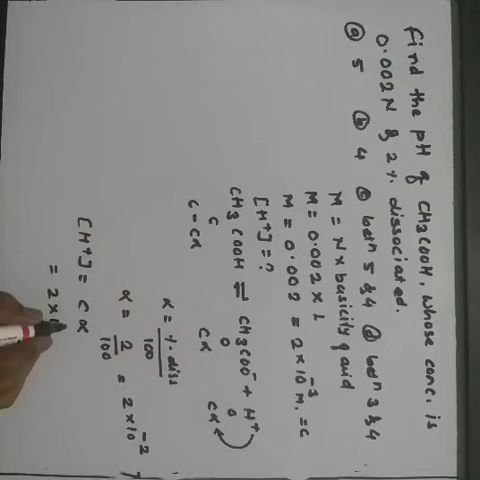 find the pH of CH3COOH, whose conc. is
0.002N & 2% dissociated.
(a) 5 (b) 4 (c) betn 5 & 4 (d) betn 3 & 4
M = N × basicity of acid
M = 0.002 × 1
M = 0.002 = 2×10⁻³ M. = C
[H+] = ?
CH3COOH ⇌ CH3COO⁻ + H⁺
C 0 0
C-Cα Cα Cα
α = % diss / 100
α = 2/100 = 2×10⁻²
[H+] = C α
= 2×